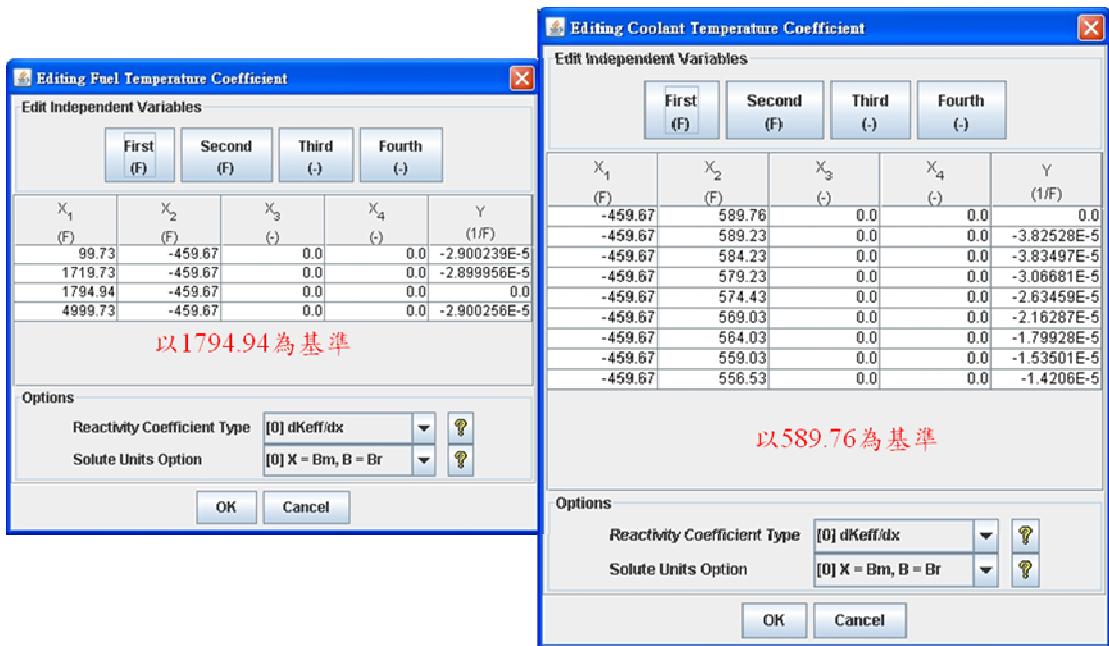 Editing Fuel Temperature Coefficient
Edit Independent Variables
First Second Third Fourth
(F) (F) (-) (-)
X1 X2 X3 X4 Y
(F) (F) (-) (-) (1/F)
99.73 -459.67 0.0 0.0 -2.900239E-5
1719.73 -459.67 0.0 0.0 -2.899956E-5
1794.94 -459.67 0.0 0.0 0.0
4999.73 -459.67 0.0 0.0 -2.900256E-5
以1794.94為基準
Options
Reactivity Coefficient Type [0] dKeff/dx
Solute Units Option [0] X = Bm, B = Br
OK Cancel
Editing Coolant Temperature Coefficient
Edit Independent Variables
First Second Third Fourth
(F) (F) (-) (-)
X1 X2 X3 X4 Y
(F) (F) (-) (-) (1/F)
-459.67 589.76 0.0 0.0 0.0
-459.67 589.23 0.0 0.0 -3.82528E-5
-459.67 584.23 0.0 0.0 -3.83497E-5
-459.67 579.23 0.0 0.0 -3.06681E-5
-459.67 574.43 0.0 0.0 -2.63459E-5
-459.67 569.03 0.0 0.0 -2.16287E-5
-459.67 564.03 0.0 0.0 -1.79928E-5
-459.67 559.03 0.0 0.0 -1.53501E-5
-459.67 556.53 0.0 0.0 -1.4206E-5
以589.76為基準
Options
Reactivity Coefficient Type [0] dKeff/dx
Solute Units Option [0] X = Bm, B = Br
OK Cancel